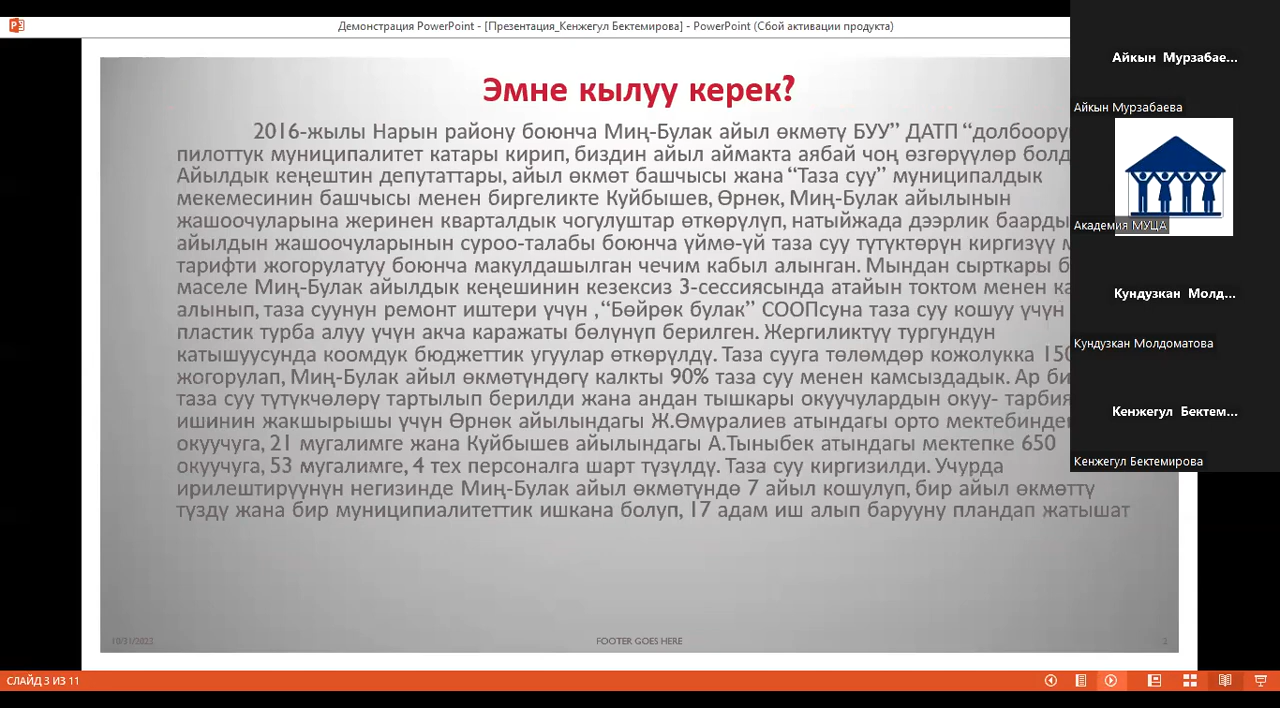 Демонстрация PowerPoint - [Презентация_Кенжегул Бектемирова] - PowerPoint (Сбой активации продукта)
Эмне кылуу керек?
2016-жылы Нарын району боюнча Миң-Булак айыл өкмөтү БУУ” ДАТП “долбоору
пилоттук муниципалитет катары кирип, биздин айыл аймакта аябай чоң өзгөрүүлөр болд
Айылдык кеңештин депутаттары, айыл өкмөт башчысы жана “Таза суу” муниципалдык
мекемесинин башчысы менен биргеликте Куйбышев, Өрнөк, Миң-Булак айылынын
жашоочуларына жеринен кварталдык чогулуштар өткөрүлүп, натыйжада дээрлик баарды
айылдын жашоочуларынын суроо-талабы боюнча үймө-үй таза суу түтүктөрүн киргизүү м
тарифти жогорулатуу боюнча макулдашылган чечим кабыл алынган. Мындан сырткары б
маселе Миң-Булак айылдык кеңешинин кезексиз 3-сессиясында атайын токтом менен ка
алынып, таза суунун ремонт иштери үчүн ,“Бөйрөк булак” СООПсуна таза суу кошуу үчүн
пластик турба алуу үчүн акча каражаты бөлүнүп берилген. Жергиликтүү тургундун
катышуусунда коомдук бюджеттик угуулар өткөрүлдү. Таза сууга төлөмдөр кожолукка 150
жогорулап, Миң-Булак айыл өкмөтүндөгү калкты 90% таза суу менен камсыздадык. Ар би
таза суу түтүкчөлөрү тартылып берилди жана андан тышкары окуучулардын окуу- тарбия
ишинин жакшырышы үчүн Өрнөк айылындагы Ж.Өмүралиев атындагы орто мектебинде
окуучуга, 21 мугалимге жана Куйбышев айылындагы А.Тыныбек атындагы мектепке 650
окуучуга, 53 мугалимге, 4 тех персоналга шарт түзүлдү. Таза суу киргизилди. Учурда
ирилештирүүнүн негизинде Миң-Булак айыл өкмөтүндө 7 айыл кошулуп, бир айыл өкмөттү
түздү жана бир муниципиалитеттик ишкана болуп, 17 адам иш алып барууну пландап жатышат
10/31/2023
FOOTER GOES HERE
СЛАЙД 3 ИЗ 11
Айкын Мурзабае...
Айкын Мурзабаева
Академия МУЦА
Кундузкан Молд...
Кундузкан Молдоматова
Кенжегул Бектем...
Кенжегул Бектемирова